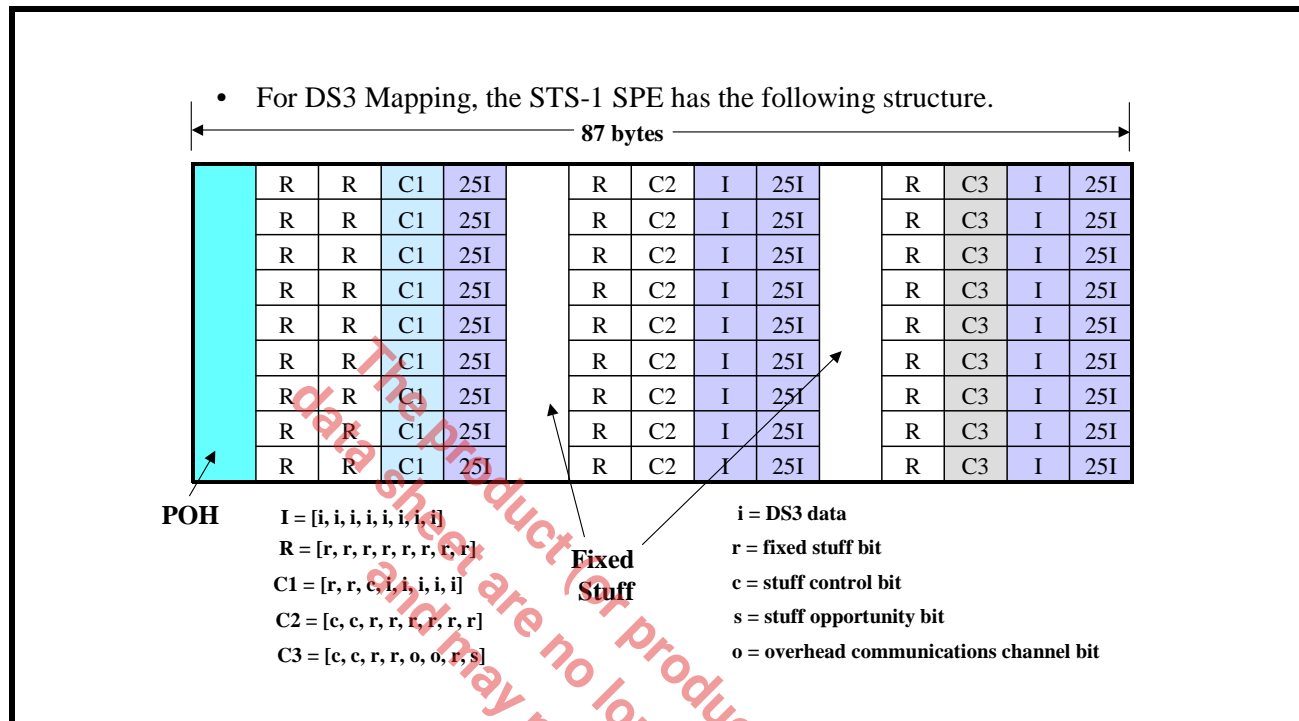 • For DS3 Mapping, the STS-1 SPE has the following structure.
87 bytes
R R C1 25I R C2 I 25I R C3 I 25I
R R C1 25I R C2 I 25I R C3 I 25I
R R C1 25I R C2 I 25I R C3 I 25I
R R C1 25I R C2 I 25I R C3 I 25I
R R C1 25I R C2 I 25I R C3 I 25I
R R C1 25I R C2 I 25I R C3 I 25I
R R C1 25I R C2 I 25I R C3 I 25I
R R C1 25I R C2 I 25I R C3 I 25I
R R C1 25I R C2 I 25I R C3 I 25I
POH
I = [i, i, i, i, i, i, i, i]
R = [r, r, r, r, r, r, r, r]
C1 = [r, r, c, i, i, i, i, i]
C2 = [c, c, r, r, r, r, r, r]
C3 = [c, c, r, r, o, o, r, s]
Fixed
Stuff
i = DS3 data
r = fixed stuff bit
c = stuff control bit
s = stuff opportunity bit
o = overhead communications channel bit
The product (or produc
data sheet are no lo
and may